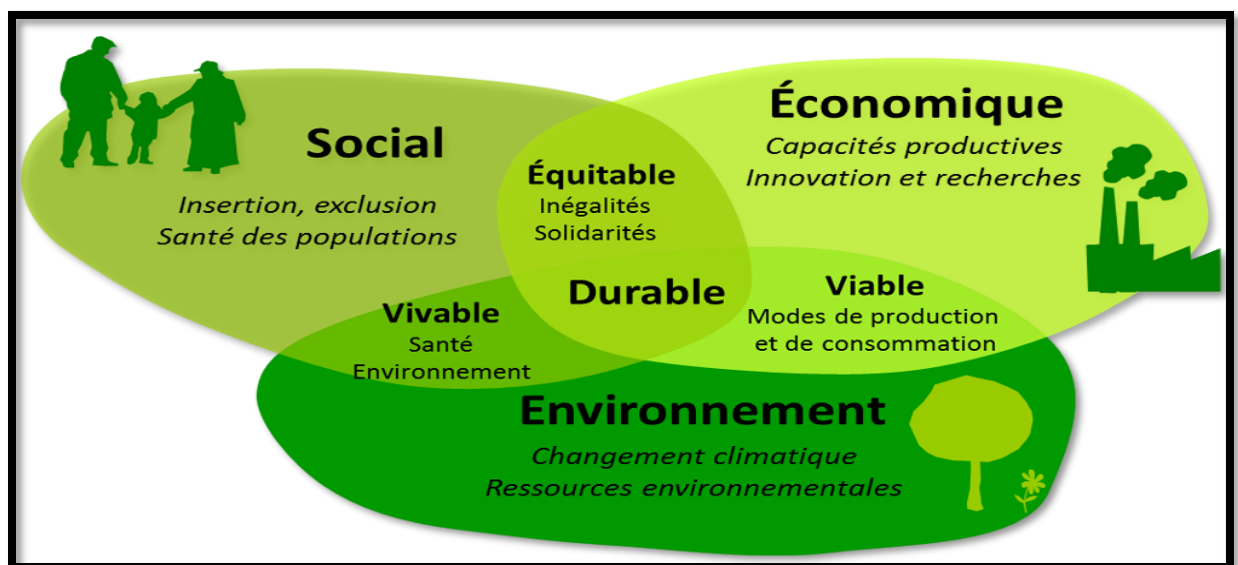 Social
Insertion, exclusion
Santé des populations
Économique
Capacités productives
Innovation et recherches
Équitable
Inégalités
Solidarités
Durable
Vivable
Santé
Environnement
Viable
Modes de production
et de consommation
Environnement
Changement climatique
Ressources environnementales